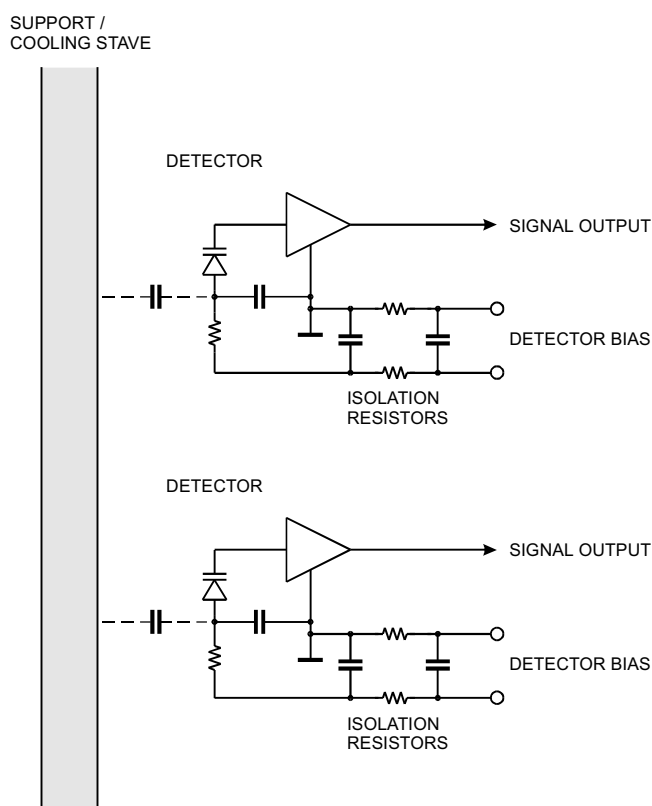 SUPPORT /
COOLING STAVE
DETECTOR
SIGNAL OUTPUT
DETECTOR BIAS
ISOLATION
RESISTORS
DETECTOR
SIGNAL OUTPUT
DETECTOR BIAS
ISOLATION
RESISTORS